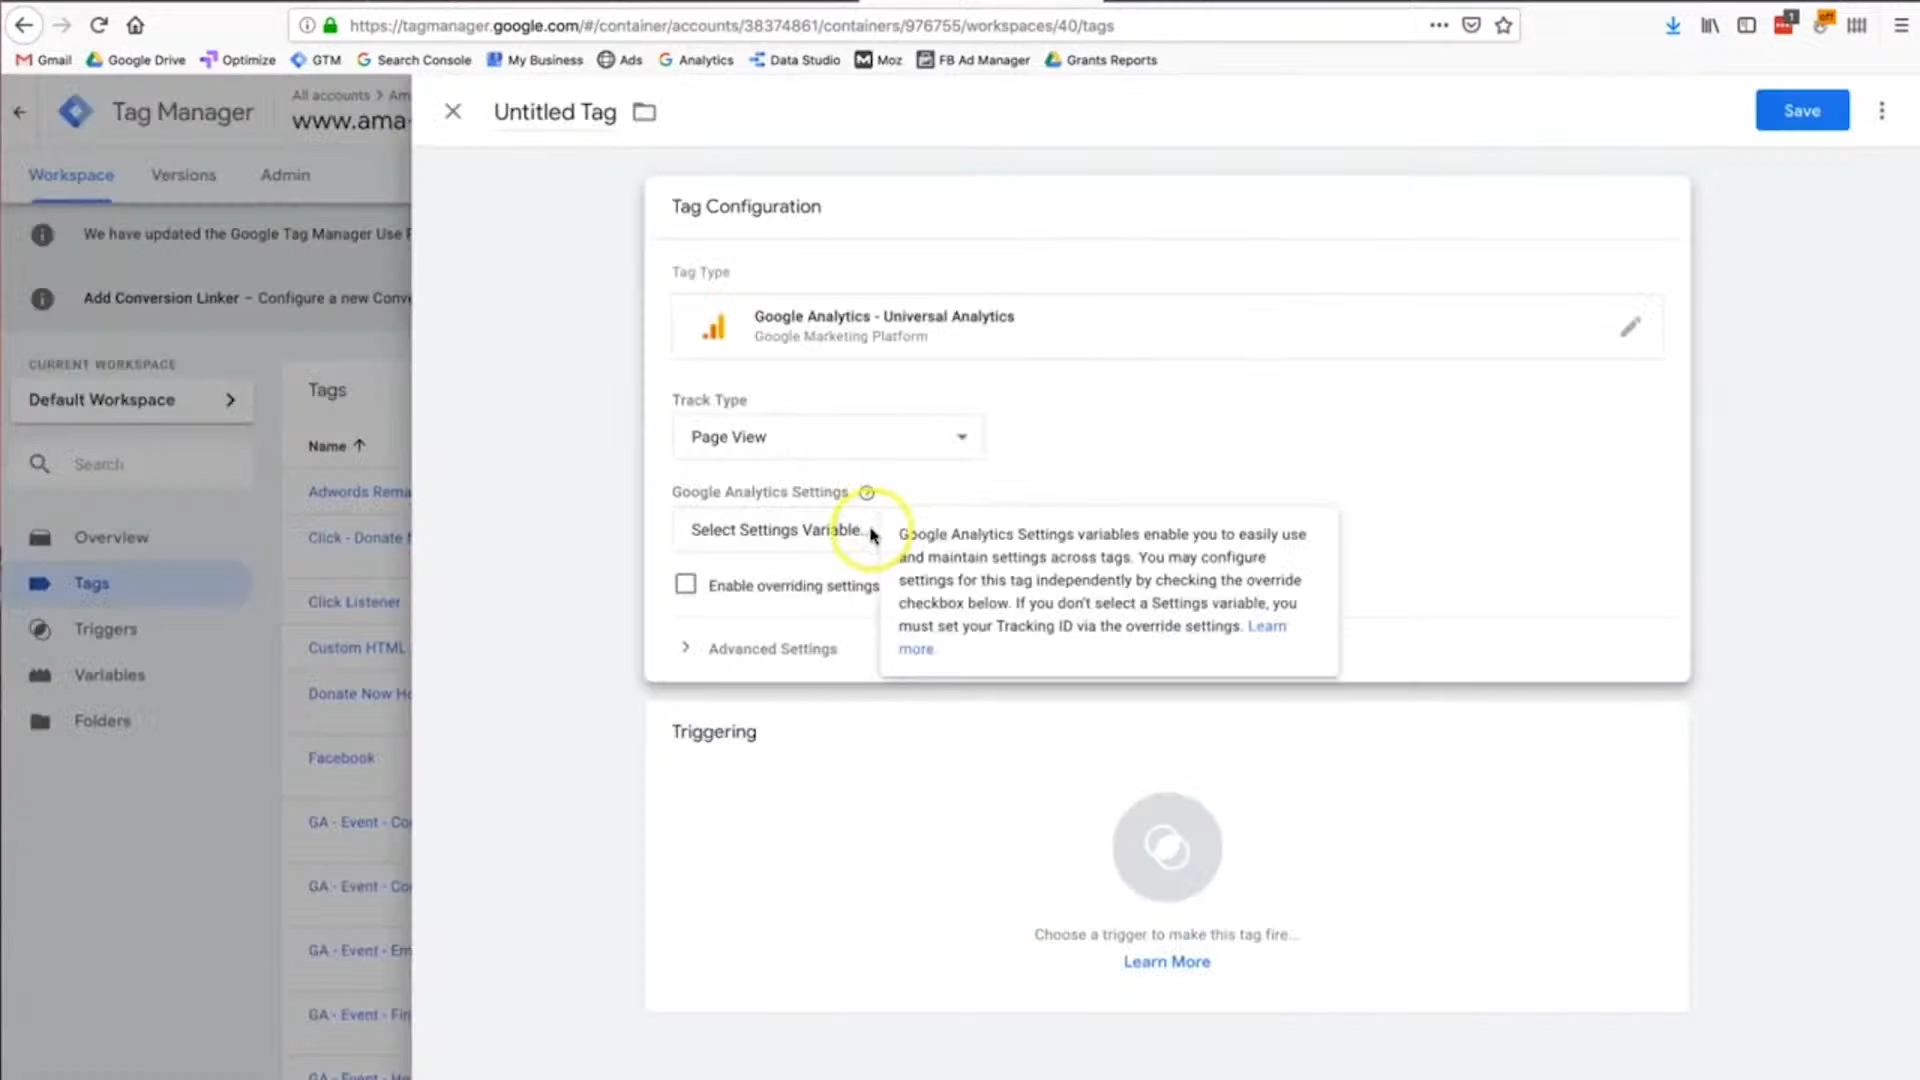 https://tagmanager.google.com/#/container/accounts/38374861/containers/976755/workspaces/40/tags
1
off
Gmail
Google Drive
Optimize
GTM
Search Console
My Business
Ads
Analytics
Data Studio
Moz
FB Ad Manager
Grants Reports
Tag Manager
All accounts > Am
www.ama-
Untitled Tag
Save
Workspace
Versions
Admin
We have updated the Google Tag Manager Use
Add Conversion Linker – Configure a new Conv
CURRENT WORKSPACE
Default Workspace
Search
Overview
Tags
Triggers
Variables
Folders
Tags
Name
Adwords Rema
Click - Donate
Click Listener
Custom HTML
Donate Now Ho
Facebook
GA - Event - Co
GA - Event - Co
GA - Event - Em
GA - Event - Fin
GA - Event - He
Tag Configuration
Tag Type
Google Analytics - Universal Analytics
Google Marketing Platform
Track Type
Page View
Google Analytics Settings
Select Settings Variable...
Enable overriding settings
Advanced Settings
Google Analytics Settings variables enable you to easily use
and maintain settings across tags. You may configure
settings for this tag independently by checking the override
checkbox below. If you don't select a Settings variable, you
must set your Tracking ID via the override settings. Learn
more.
Triggering
Choose a trigger to make this tag fire...
Learn More